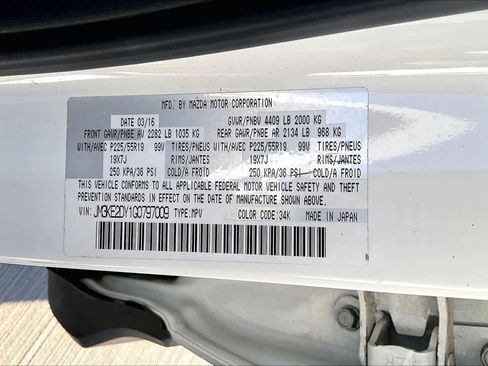 MFD. BY MAZDA MOTOR CORPORATION
DATE 03/16 GVWR/PNBV 4409 LB 2000 KG
FRONT GAWR/PNBE AV 2282 LB 1035 KG REAR GAWR/PNBE AR 2134 LB 968 KG
WITH/AVEC P225/55R19 99V TIRES/PNEUS WITH/AVEC P225/55R19 99V TIRES/PNEUS
19X7J RIMS/JANTES 19X7J RIMS/JANTES
250 KPA/36 PSI COLD/A FROID 250 KPA/36 PSI COLD/A FROID
THIS VEHICLE CONFORMS TO ALL APPLICABLE FEDERAL MOTOR VEHICLE SAFETY AND THEFT
PREVENTION STANDARDS IN EFFECT ON THE DATE OF MANUFACTURE SHOWN ABOVE.
VIN: JM3KE2DY1G0797009 TYPE: MPV COLOR CODE: 34K MADE IN JAPAN